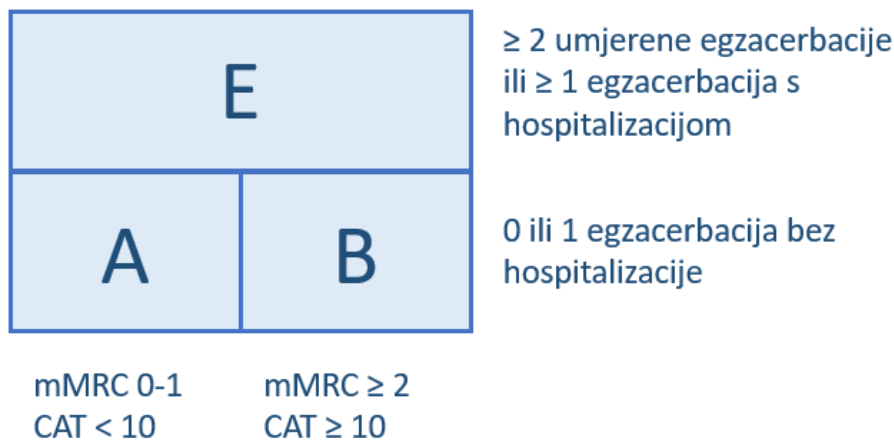 E
≥ 2 umjerene egzacerbacije
ili ≥ 1 egzacerbacija s
hospitalizacijom
A
B
0 ili 1 egzacerbacija bez
hospitalizacije
mMRC 0-1
CAT < 10
mMRC ≥ 2
CAT ≥ 10